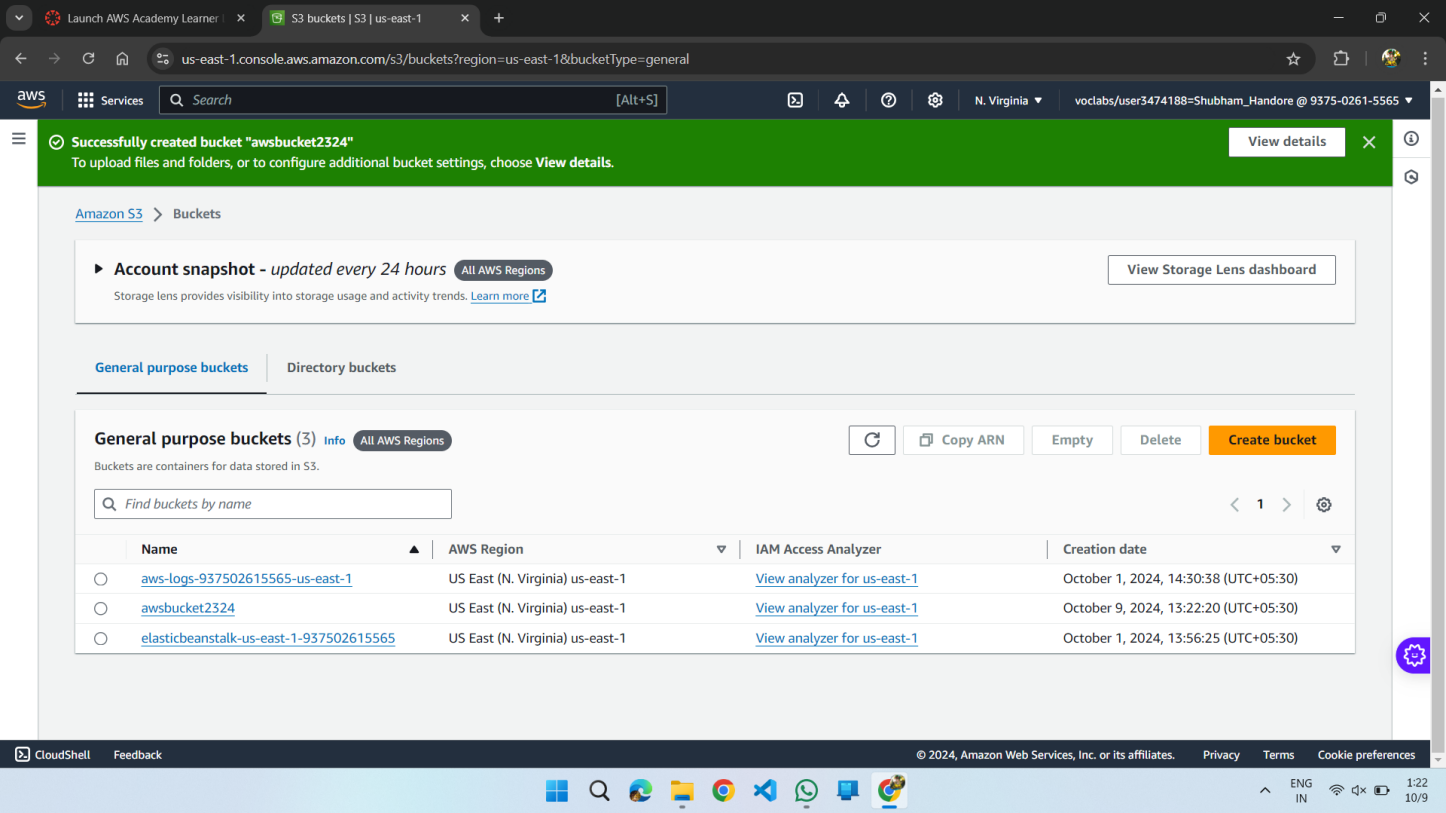 Launch AWS Academy Learner
S3 buckets | S3 | us-east-1
us-east-1.console.aws.amazon.com/s3/buckets?region=us-east-1&bucketType=general
aws Services Search [Alt+S] N. Virginia voclabs/user3474188=Shubham_Handore @ 9375-0261-5565
Successfully created bucket "awsbucket2324" View details
To upload files and folders, or to configure additional bucket settings, choose View details.
Amazon S3 Buckets
Account snapshot - updated every 24 hours All AWS Regions View Storage Lens dashboard
Storage lens provides visibility into storage usage and activity trends. Learn more
General purpose buckets Directory buckets
General purpose buckets (3) Info All AWS Regions Copy ARN Empty Delete Create bucket
Buckets are containers for data stored in S3.
Find buckets by name 1
Name AWS Region IAM Access Analyzer Creation date
aws-logs-937502615565-us-east-1 US East (N. Virginia) us-east-1 View analyzer for us-east-1 October 1, 2024, 14:30:38 (UTC+05:30)
awsbucket2324 US East (N. Virginia) us-east-1 View analyzer for us-east-1 October 9, 2024, 13:22:20 (UTC+05:30)
elasticbeanstalk-us-east-1-937502615565 US East (N. Virginia) us-east-1 View analyzer for us-east-1 October 1, 2024, 13:56:25 (UTC+05:30)
CloudShell Feedback © 2024, Amazon Web Services, Inc. or its affiliates. Privacy Terms Cookie preferences
ENG 1:22
IN 10/9